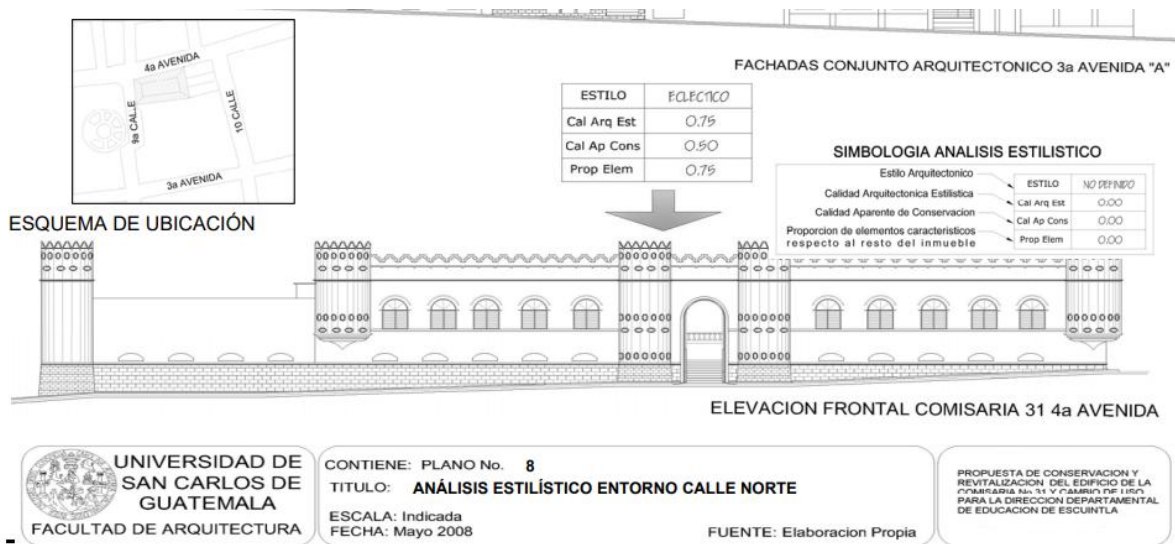 FACHADAS CONJUNTO ARQUITECTONICO 3a AVENIDA "A"
4a AVENIDA
9a CALLE
10 CALLE
3a AVENIDA
ESQUEMA DE UBICACIÓN
ESTILO ECLECTICO
Cal Arq Est 0.75
Cal Ap Cons 0.50
Prop Elem 0.75
SIMBOLOGIA ANALISIS ESTILISTICO
Estilo Arquitectonico
Calidad Arquitectonica Estilistica
Calidad Aparente de Conservacion
Proporcion de elementos caracteristicos
respecto al resto del inmueble
ESTILO NO DEFINIDO
Cal Arq Est 0.00
Cal Ap Cons 0.00
Prop Elem 0.00
ELEVACION FRONTAL COMISARIA 31 4a AVENIDA
UNIVERSIDAD DE
SAN CARLOS DE
GUATEMALA
FACULTAD DE ARQUITECTURA
CONTIENE: PLANO No. 8
TITULO: ANÁLISIS ESTILÍSTICO ENTORNO CALLE NORTE
ESCALA: Indicada
FECHA: Mayo 2008
FUENTE: Elaboracion Propia
PROPUESTA DE CONSERVACION Y
REVITALIZACION DEL EDIFICIO DE LA
COMISARIA No 31 Y CAMBIO DE USO
PARA LA DIRECCION DEPARTAMENTAL
DE EDUCACION DE ESCUINTLA